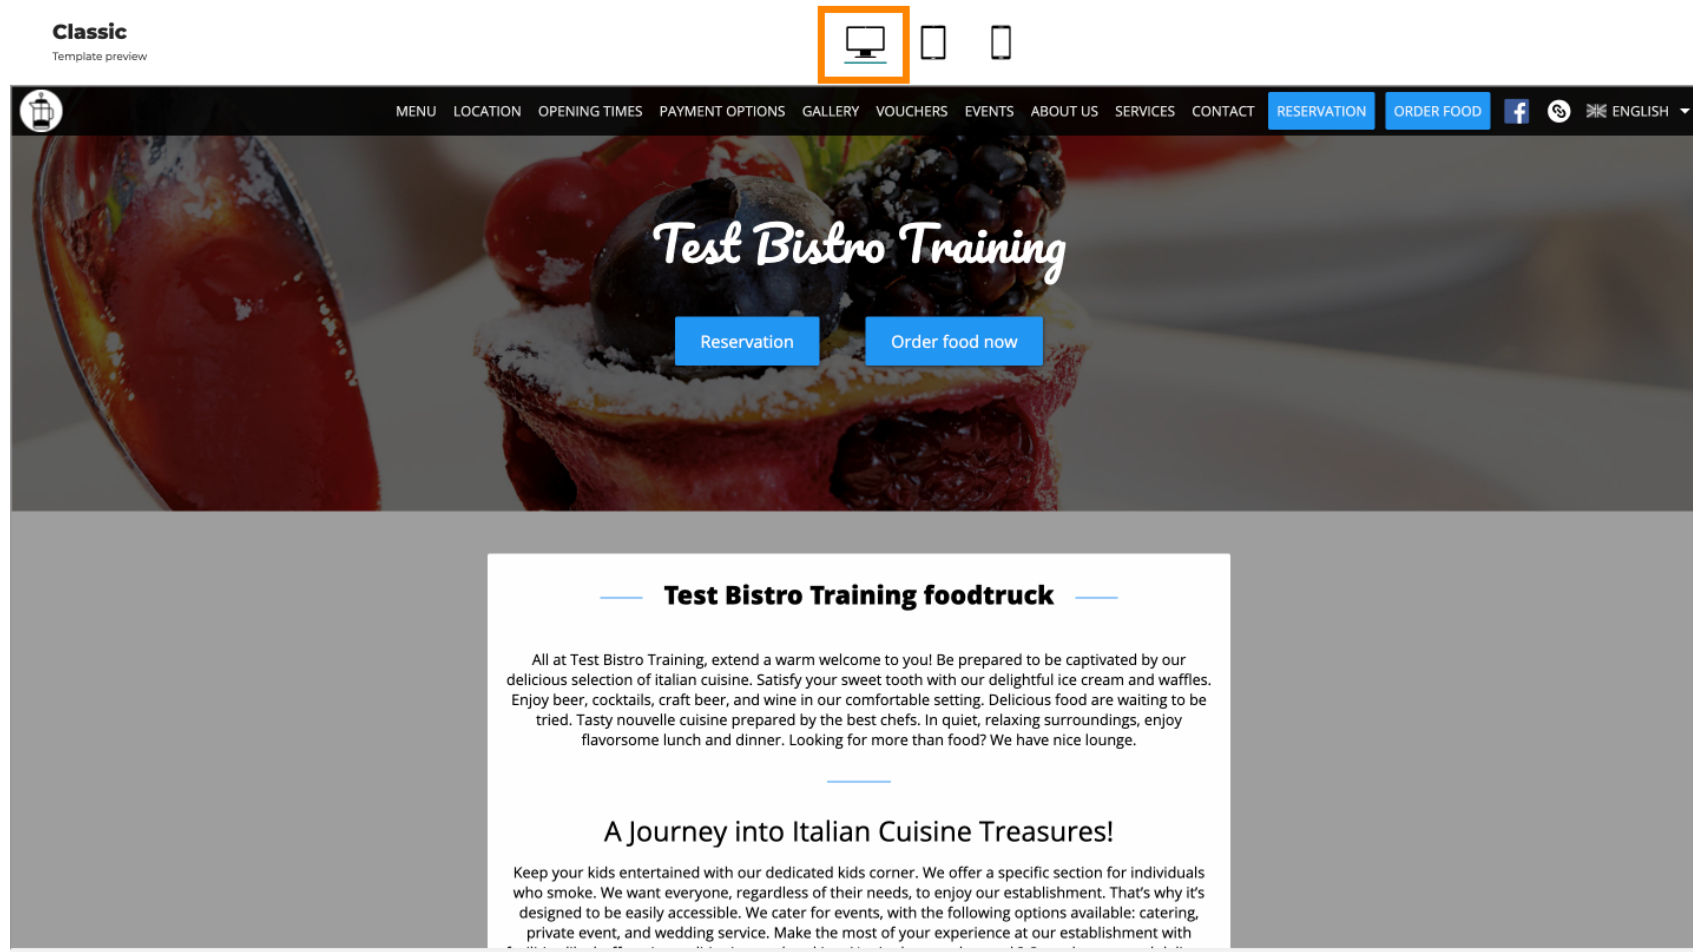 Classic
Template preview
MENU LOCATION OPENING TIMES PAYMENT OPTIONS GALLERY VOUCHERS EVENTS ABOUT US SERVICES CONTACT RESERVATION ORDER FOOD ENGLISH
Test Bistro Training
Reservation Order food now
Test Bistro Training foodtruck
All at Test Bistro Training, extend a warm welcome to you! Be prepared to be captivated by our
delicious selection of italian cuisine. Satisfy your sweet tooth with our delightful ice cream and waffles.
Enjoy beer, cocktails, craft beer, and wine in our comfortable setting. Delicious food are waiting to be
tried. Tasty nouvelle cuisine prepared by the best chefs. In quiet, relaxing surroundings, enjoy
flavorsome lunch and dinner. Looking for more than food? We have nice lounge.
A Journey into Italian Cuisine Treasures!
Keep your kids entertained with our dedicated kids corner. We offer a specific section for individuals
who smoke. We want everyone, regardless of their needs, to enjoy our establishment. That’s why it’s
designed to be easily accessible. We cater for events, with the following options available: catering,
private event, and wedding service. Make the most of your experience at our establishment with